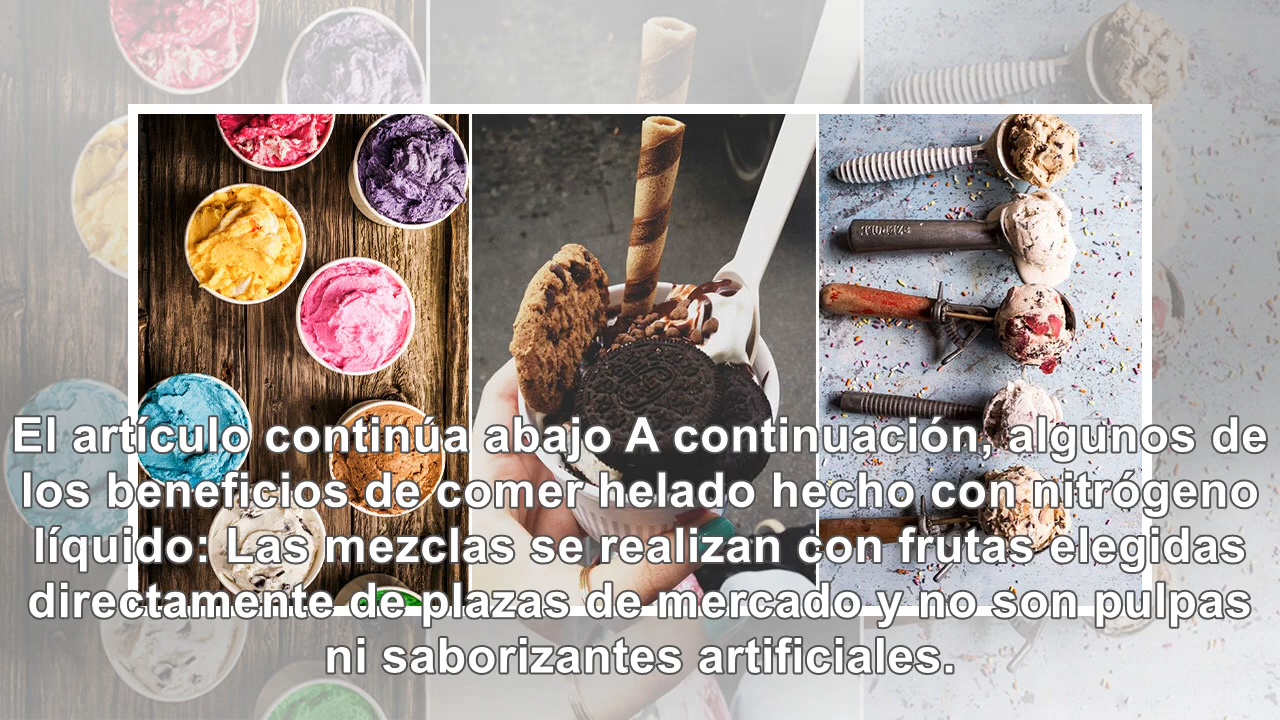 El artículo continúa abajo A continuación, algunos de
los beneficios de comer helado hecho con nitrógeno
líquido: Las mezclas se realizan con frutas elegidas
directamente de plazas de mercado y no son pulpas
ni saborizantes artificiales.